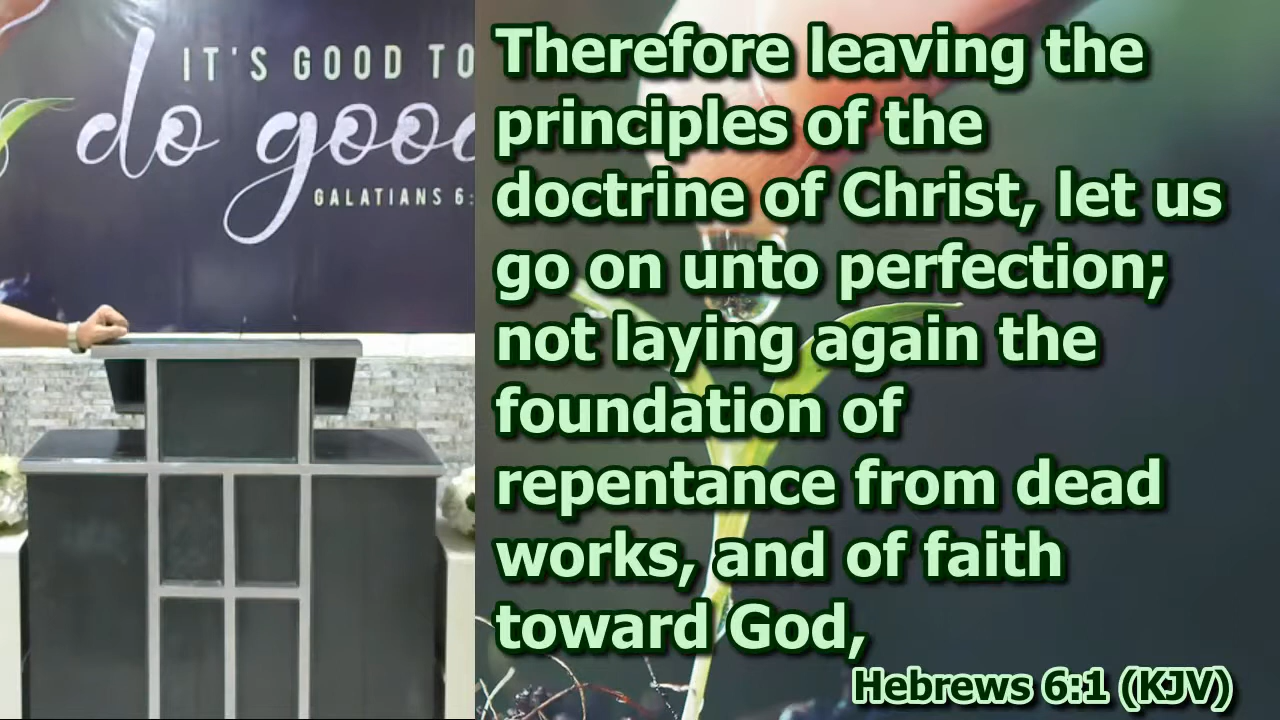 IT'S GOOD TO
do good
GALATIANS 6:
Therefore leaving the
principles of the
doctrine of Christ, let us
go on unto perfection;
not laying again the
foundation of
repentance from dead
works, and of faith
toward God,
Hebrews 6:1 (KJV)